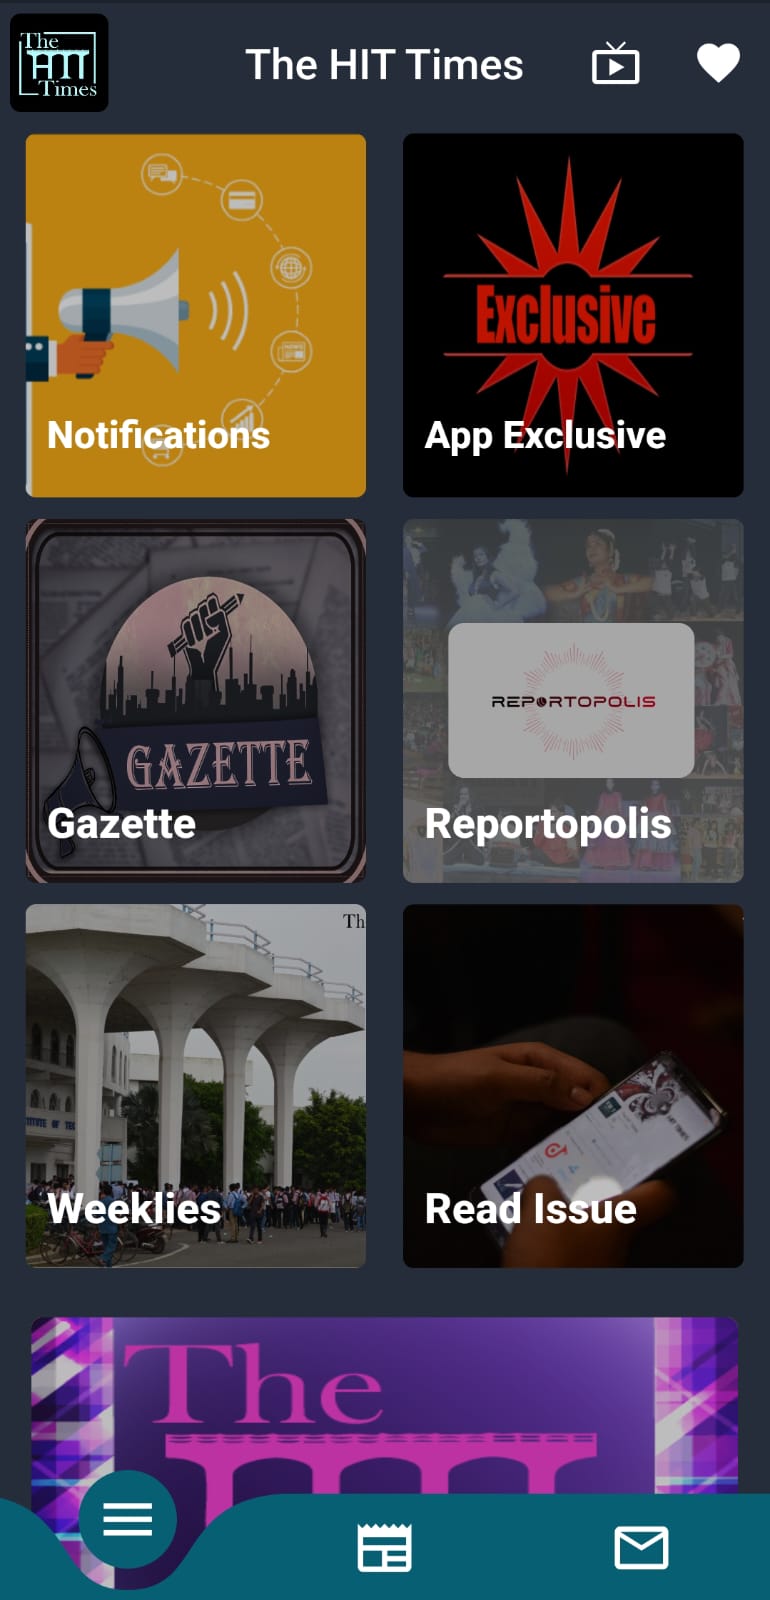 The
HIT
Times
The HIT Times
NEWS
Notifications
Exclusive
App Exclusive
GAZETTE
Gazette
REPORTOPOLIS
Reportopolis
Th
Weeklies
Read Issue
The